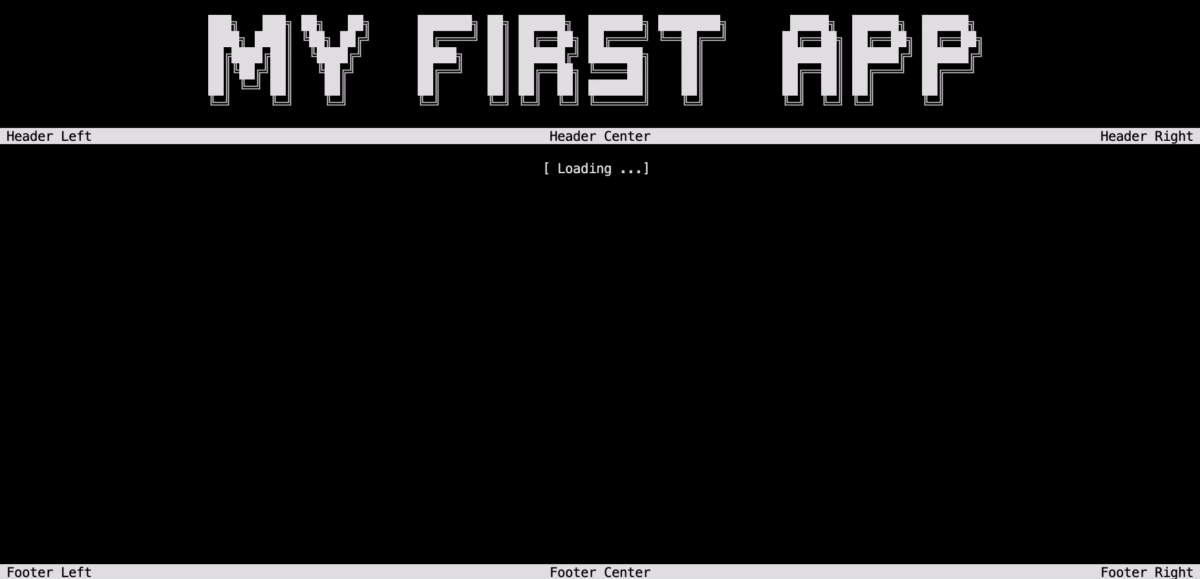 MY FIRST APP
Header Left Header Center Header Right
[ Loading ...]
Footer Left Footer Center Footer Right